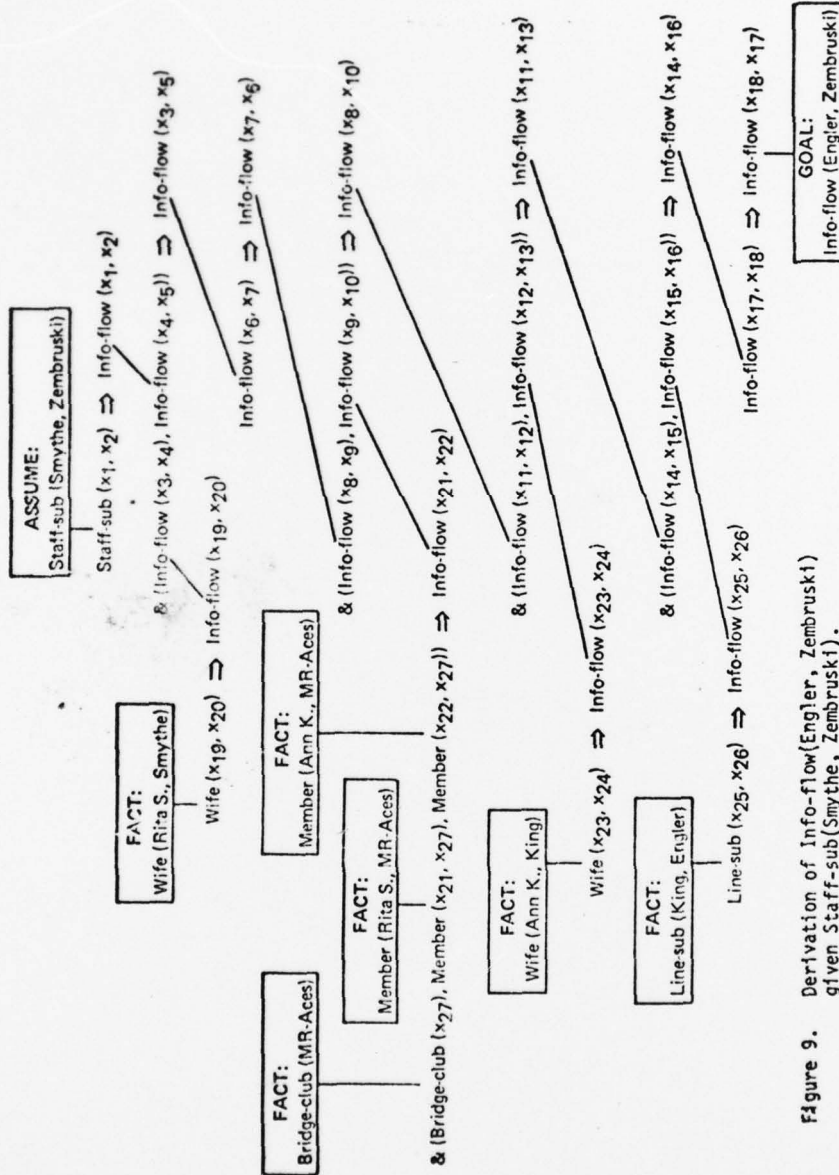 ASSUME:
Staff-sub (Smythe, Zembruski)
Staff-sub (x₁, x₂) ⇒ Info-flow (x₁, x₂)
FACT:
Wife (Rita S., Smythe)
& (Info-flow (x₃, x₄), Info-flow (x₄, x₅)) ⇒ Info-flow (x₃, x₅)
Wife (x₁₉, x₂₀) ⇒ Info-flow (x₁₉, x₂₀)
Info-flow (x₆, x₇) ⇒ Info-flow (x₇, x₆)
FACT:
Bridge-club (MR-Aces)
FACT:
Member (Rita S., MR-Aces)
FACT:
Member (Ann K., MR-Aces)
& (Info-flow (x₈, x₉), Info-flow (x₉, x₁₀)) ⇒ Info-flow (x₈, x₁₀)
& (Bridge-club (x₂₇), Member (x₂₁, x₂₇), Member (x₂₂, x₂₇)) ⇒ Info-flow (x₂₁, x₂₂)
& (Info-flow (x₁₁, x₁₂), Info-flow (x₁₂, x₁₃)) ⇒ Info-flow (x₁₁, x₁₃)
FACT:
Wife (Ann K., King)
Wife (x₂₃, x₂₄) ⇒ Info-flow (x₂₃, x₂₄)
& (Info-flow (x₁₄, x₁₅), Info-flow (x₁₅, x₁₆)) ⇒ Info-flow (x₁₄, x₁₆)
FACT:
Line-sub (King, Engler)
Line-sub (x₂₅, x₂₆) ⇒ Info-flow (x₂₅, x₂₆)
Info-flow (x₁₇, x₁₈) ⇒ Info-flow (x₁₈, x₁₇)
GOAL:
Info-flow (Engler, Zembruski)
Figure 9. Derivation of Info-flow(Engler, Zembruski)
given Staff-sub(Smythe, Zembruski).